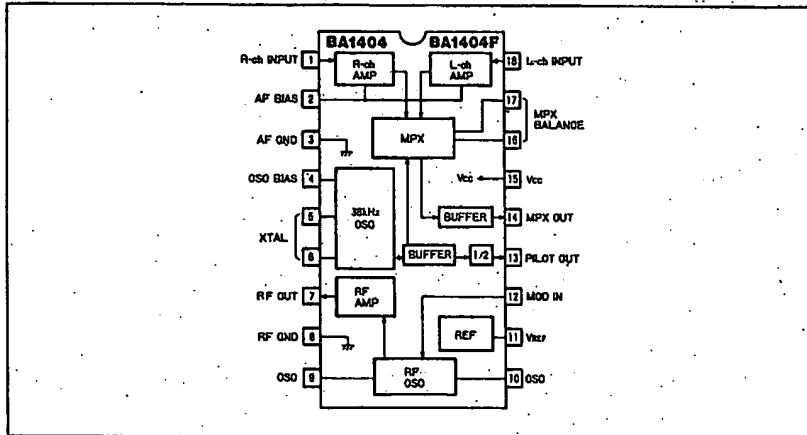 BA1404 BA1404F
R-ch INPUT 1 R-ch AMP L-ch AMP 18 L-ch INPUT
AF BIAS 2 17
MPX BALANCE
AF GND 3 MPX 16
OSO BIAS 4 Vcc 15 Vcc
5 38kHz OSO BUFFER 14 MPX OUT
XTAL
6 BUFFER 1/2 13 PILOT OUT
RF OUT 7 RF AMP 12 MOD IN
RF GND 8 REF 11 VREF
OSO 9 RF OSO 10 OSO